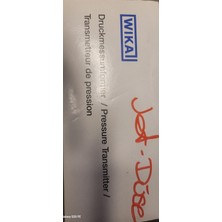 WIKA
Druckmessumformer / Pressure Transmitter /
Transmetteur de pression
Jet-Düse